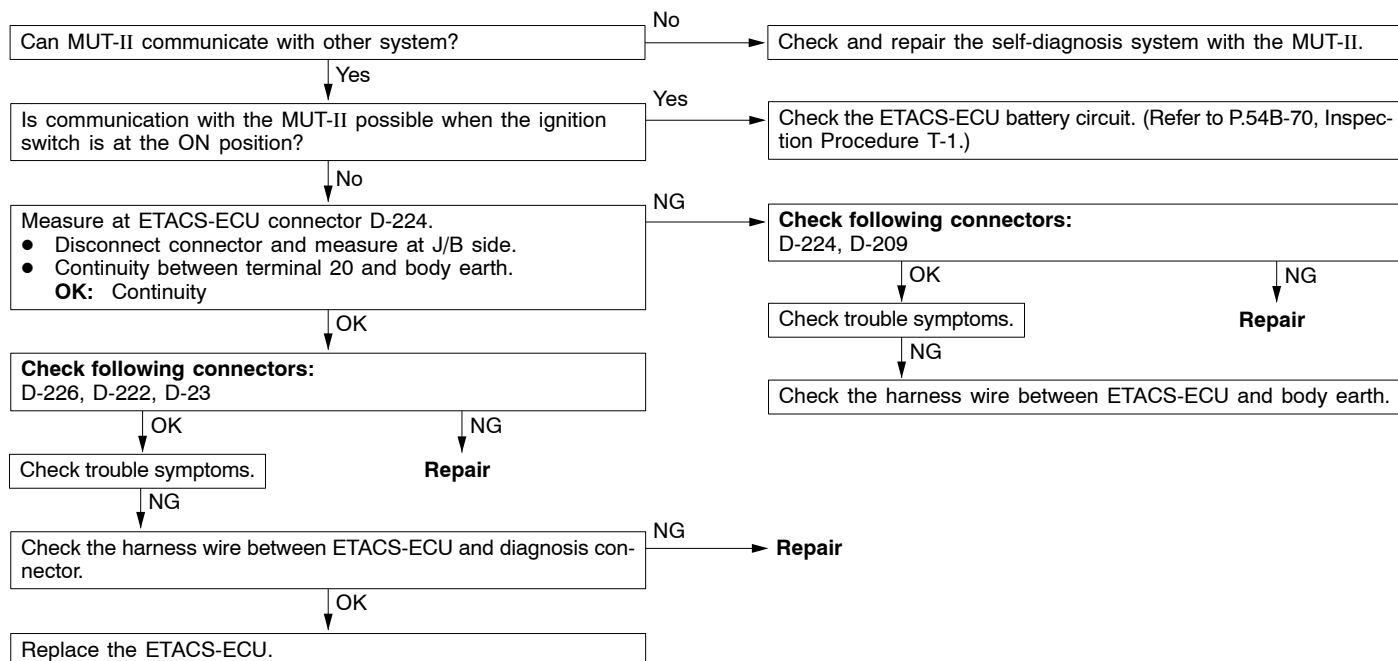 Can MUT-II communicate with other system?
No
Check and repair the self-diagnosis system with the MUT-II.
Yes
Is communication with the MUT-II possible when the ignition
switch is at the ON position?
Yes
Check the ETACS-ECU battery circuit. (Refer to P.54B-70, Inspec-
tion Procedure T-1.)
No
Measure at ETACS-ECU connector D-224.
● Disconnect connector and measure at J/B side.
● Continuity between terminal 20 and body earth.
OK: Continuity
NG
Check following connectors:
D-224, D-209
OK
NG
Check trouble symptoms.
Repair
NG
Check the harness wire between ETACS-ECU and body earth.
OK
Check following connectors:
D-226, D-222, D-23
OK
NG
Check trouble symptoms.
Repair
NG
Check the harness wire between ETACS-ECU and diagnosis con-
nector.
NG
Repair
OK
Replace the ETACS-ECU.